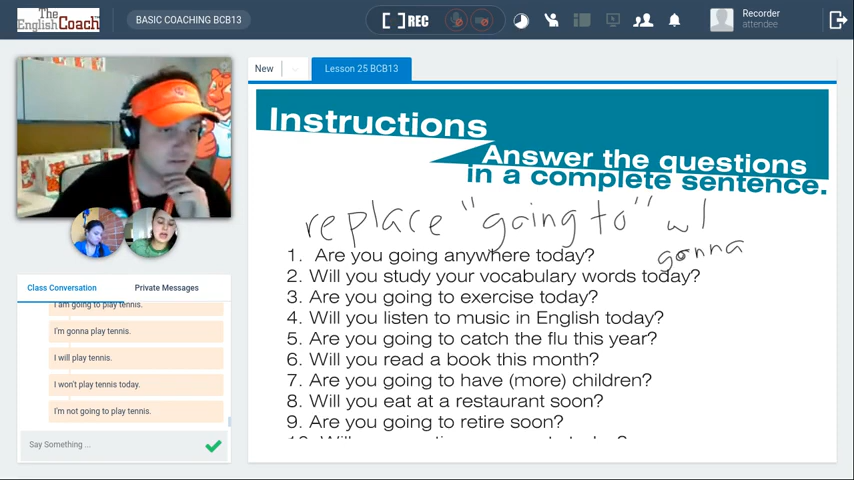 The
EnglishCoach
BASIC COACHING BCB13
[ ] REC
Recorder
attendee
New
Lesson 25 BCB13
Instructions
Answer the questions
in a complete sentence.
replace "going to" w/
gonna
1. Are you going anywhere today?
2. Will you study your vocabulary words today?
3. Are you going to exercise today?
4. Will you listen to music in English today?
5. Are you going to catch the flu this year?
6. Will you read a book this month?
7. Are you going to have (more) children?
8. Will you eat at a restaurant soon?
9. Are you going to retire soon?
Class Conversation
Private Messages
I am going to play tennis.
I'm gonna play tennis.
I will play tennis.
I won't play tennis today.
I'm not going to play tennis.
Say Something ...